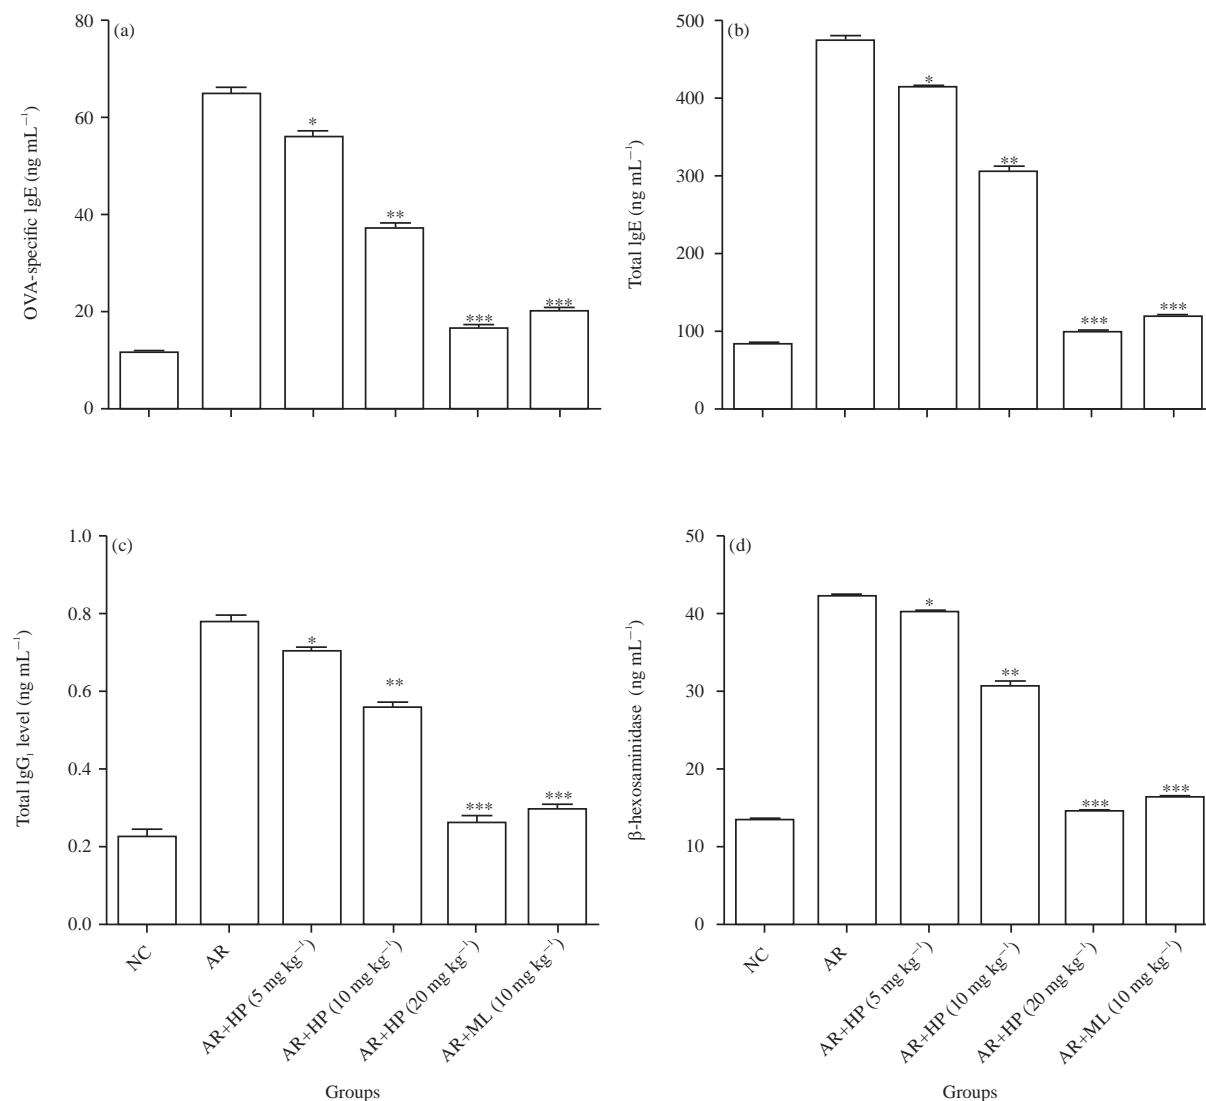 (a)
OVA-specific IgE (ng mL⁻¹)
80
60
40
20
0
*
**
***
***
(b)
Total IgE (ng mL⁻¹)
500
400
300
200
100
0
*
**
***
***
(c)
Total IgG₁ level (ng mL⁻¹)
1.0
0.8
0.6
0.4
0.2
0.0
*
**
***
***
NC
AR
AR+HP (5 mg kg⁻¹)
AR+HP (10 mg kg⁻¹)
AR+HP (20 mg kg⁻¹)
AR+ML (10 mg kg⁻¹)
Groups
(d)
β-hexosaminidase (ng mL⁻¹)
50
40
30
20
10
0
*
**
***
***
NC
AR
AR+HP (5 mg kg⁻¹)
AR+HP (10 mg kg⁻¹)
AR+HP (20 mg kg⁻¹)
AR+ML (10 mg kg⁻¹)
Groups